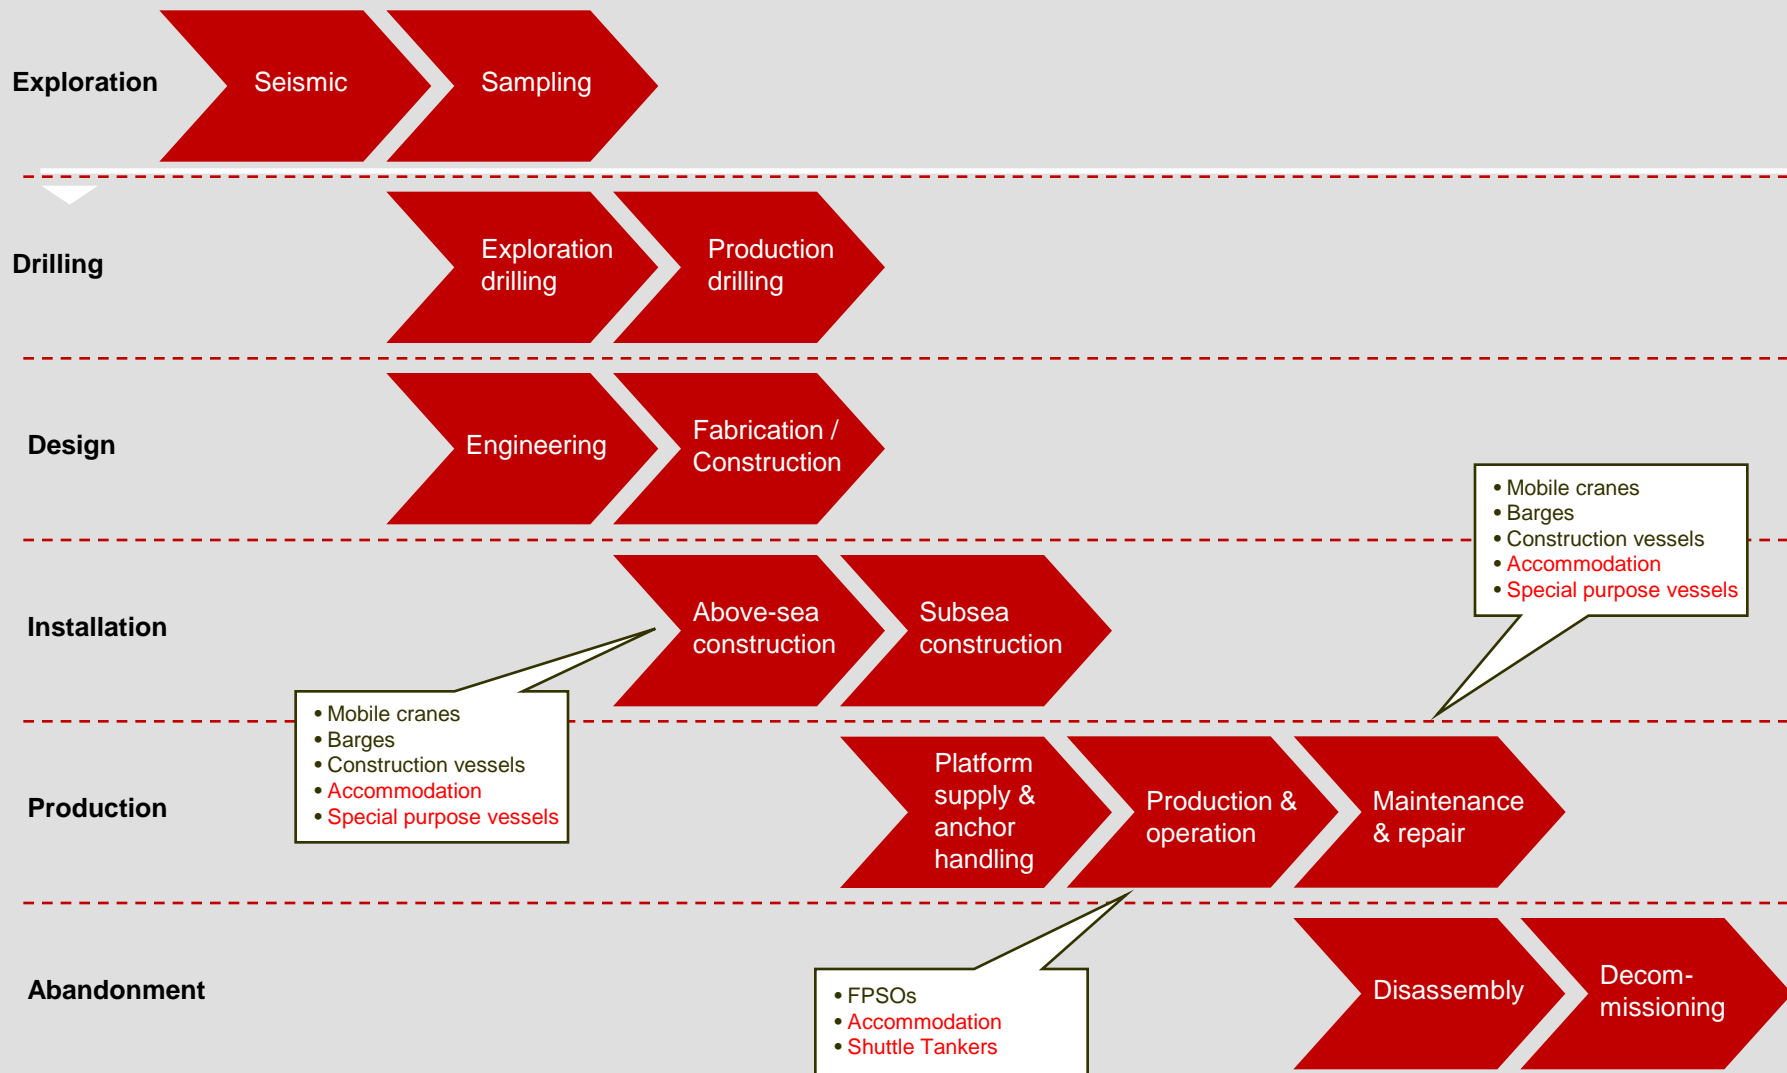 Exploration
Seismic
Sampling
Drilling
Exploration
drilling
Production
drilling
Design
Engineering
Fabrication /
Construction
• Mobile cranes
• Barges
• Construction vessels
• Accommodation
• Special purpose vessels
Installation
Above-sea
construction
Subsea
construction
• Mobile cranes
• Barges
• Construction vessels
• Accommodation
• Special purpose vessels
Production
Platform
supply &
anchor
handling
Production &
operation
Maintenance
& repair
Abandonment
• FPSOs
• Accommodation
• Shuttle Tankers
Disassembly
Decom-
missioning